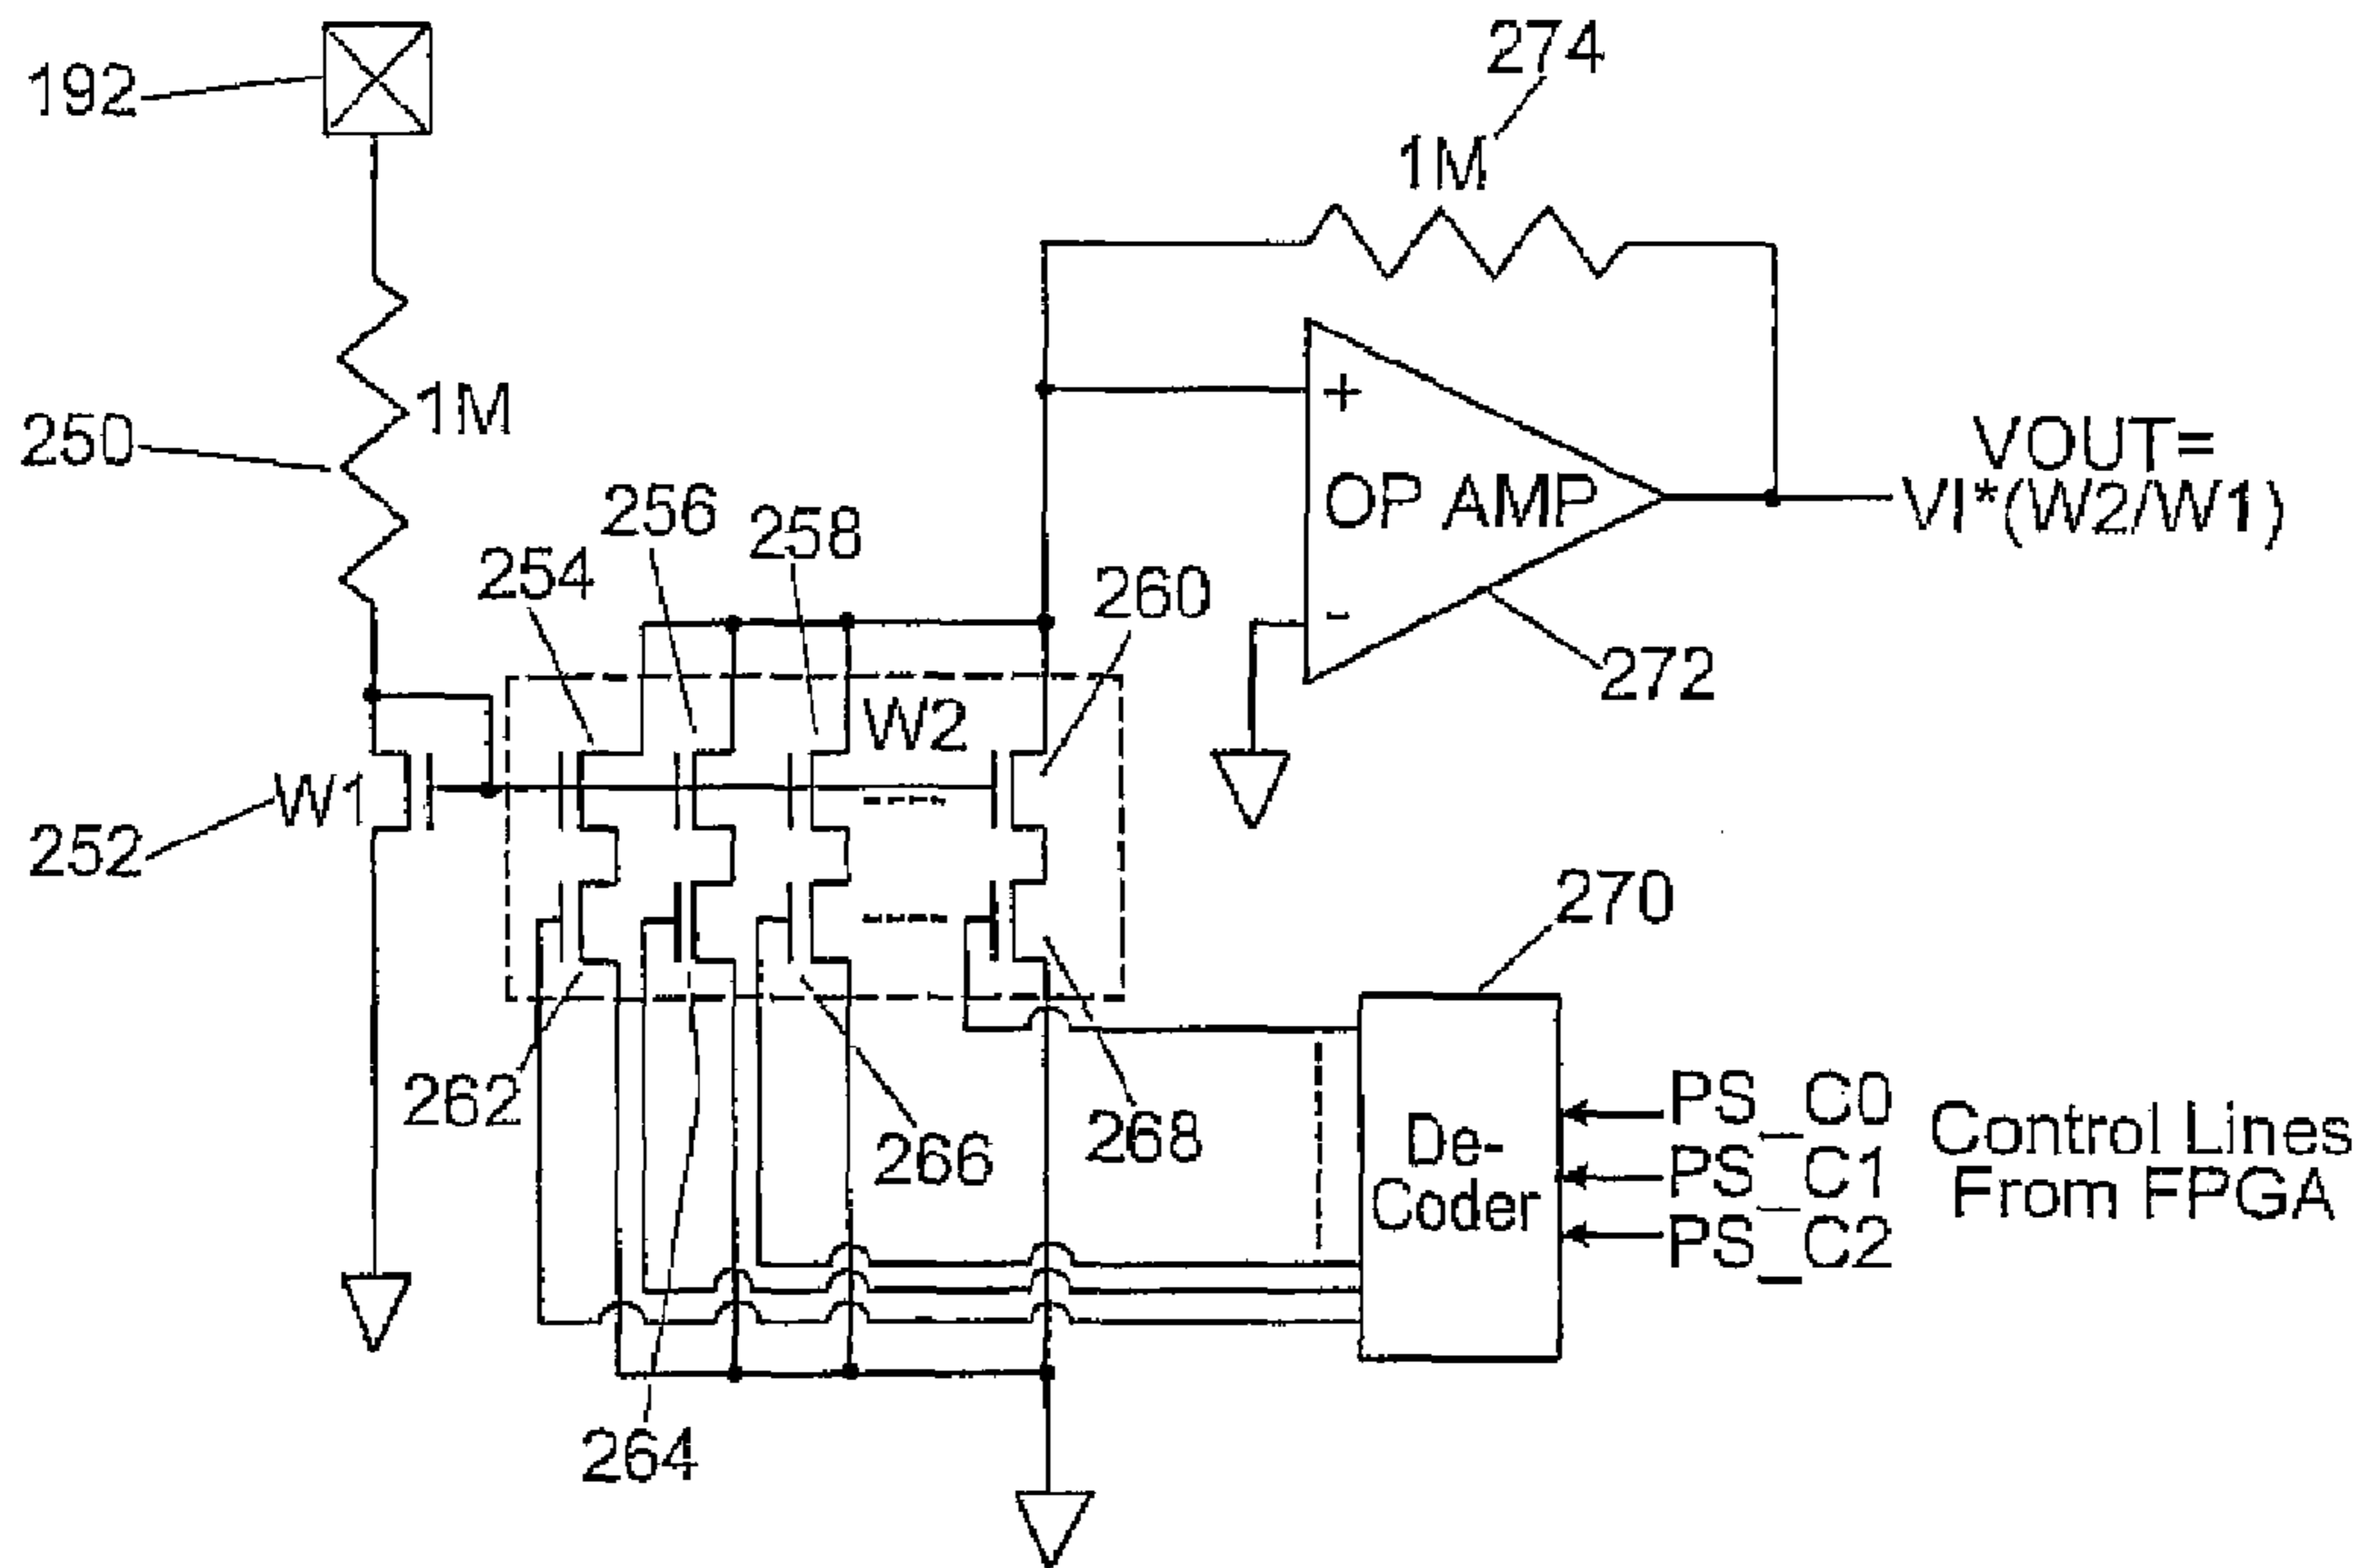 274
192
1M
1M
250
VOUT=
VI*(W2/W1)
+
OP AMP
-
256
258
254
260
272
W2
W1
252
270
262
266
268
De-
Coder
PS_C0
PS_C1
PS_C2
Control Lines
From FPGA
264